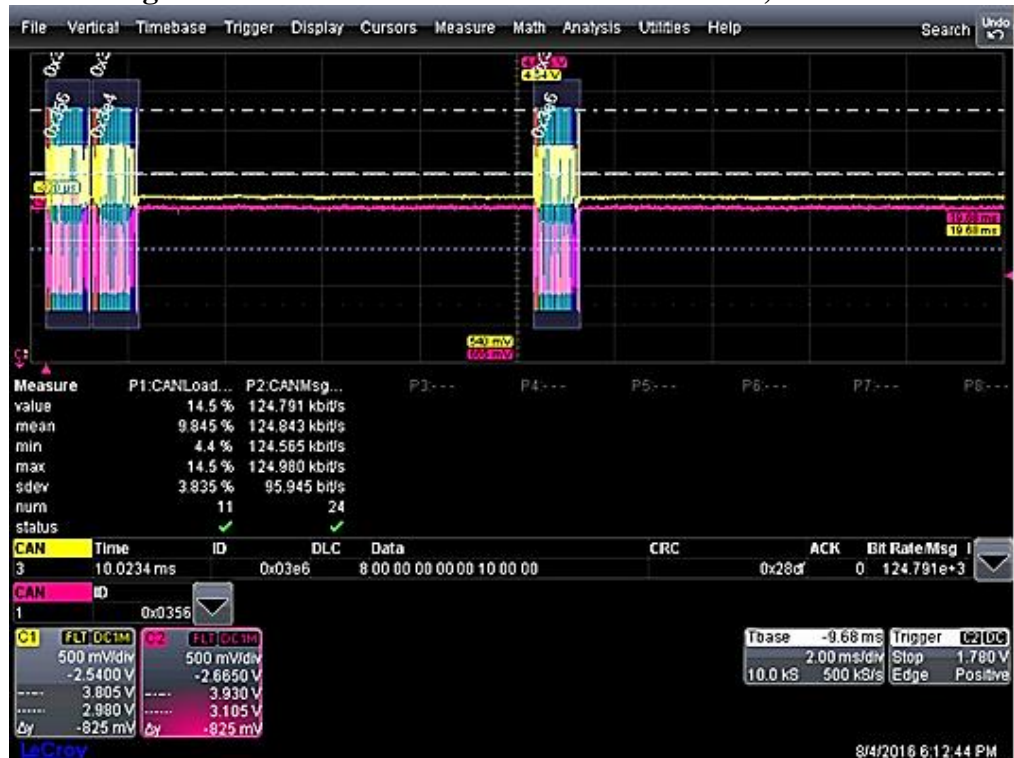 File Vertical Timebase Trigger Display Cursors Measure Math Analysis Utilities Help Search Undo
0x356
0x3e4
0x3e6
4.34 V
19.68 ms
19.68 ms
540 mV
665 mV
Measure P1:CANLoad... P2:CANMsg... P3:--- P4:--- P5:--- P6:--- P7:--- P8:---
value 14.5 % 124.791 kbit/s
mean 9.845 % 124.843 kbit/s
min 4.4 % 124.565 kbit/s
max 14.5 % 124.980 kbit/s
sdev 3.835 % 95.945 bit/s
num 11 24
status
CAN Time ID DLC Data CRC ACK Bit Rate/Msg
3 10.0234 ms 0x03e6 8 00 00 00 00 00 10 00 00 0 124.791e+3
CAN ID
1 0x0356
C1 FLT DC1M
500 mV/div
-2.5400 V
3.805 V
2.980 V
Δy -825 mV
C2 FLT DC1M
500 mV/div
-2.6650 V
3.930 V
3.105 V
Δy -825 mV
Tbase -9.68 ms
2.00 ms/div
10.0 kS 500 kS/s
Trigger C2 DC
Stop 1.780 V
Edge Positive
LeCroy
8/4/2016 6:12:44 PM